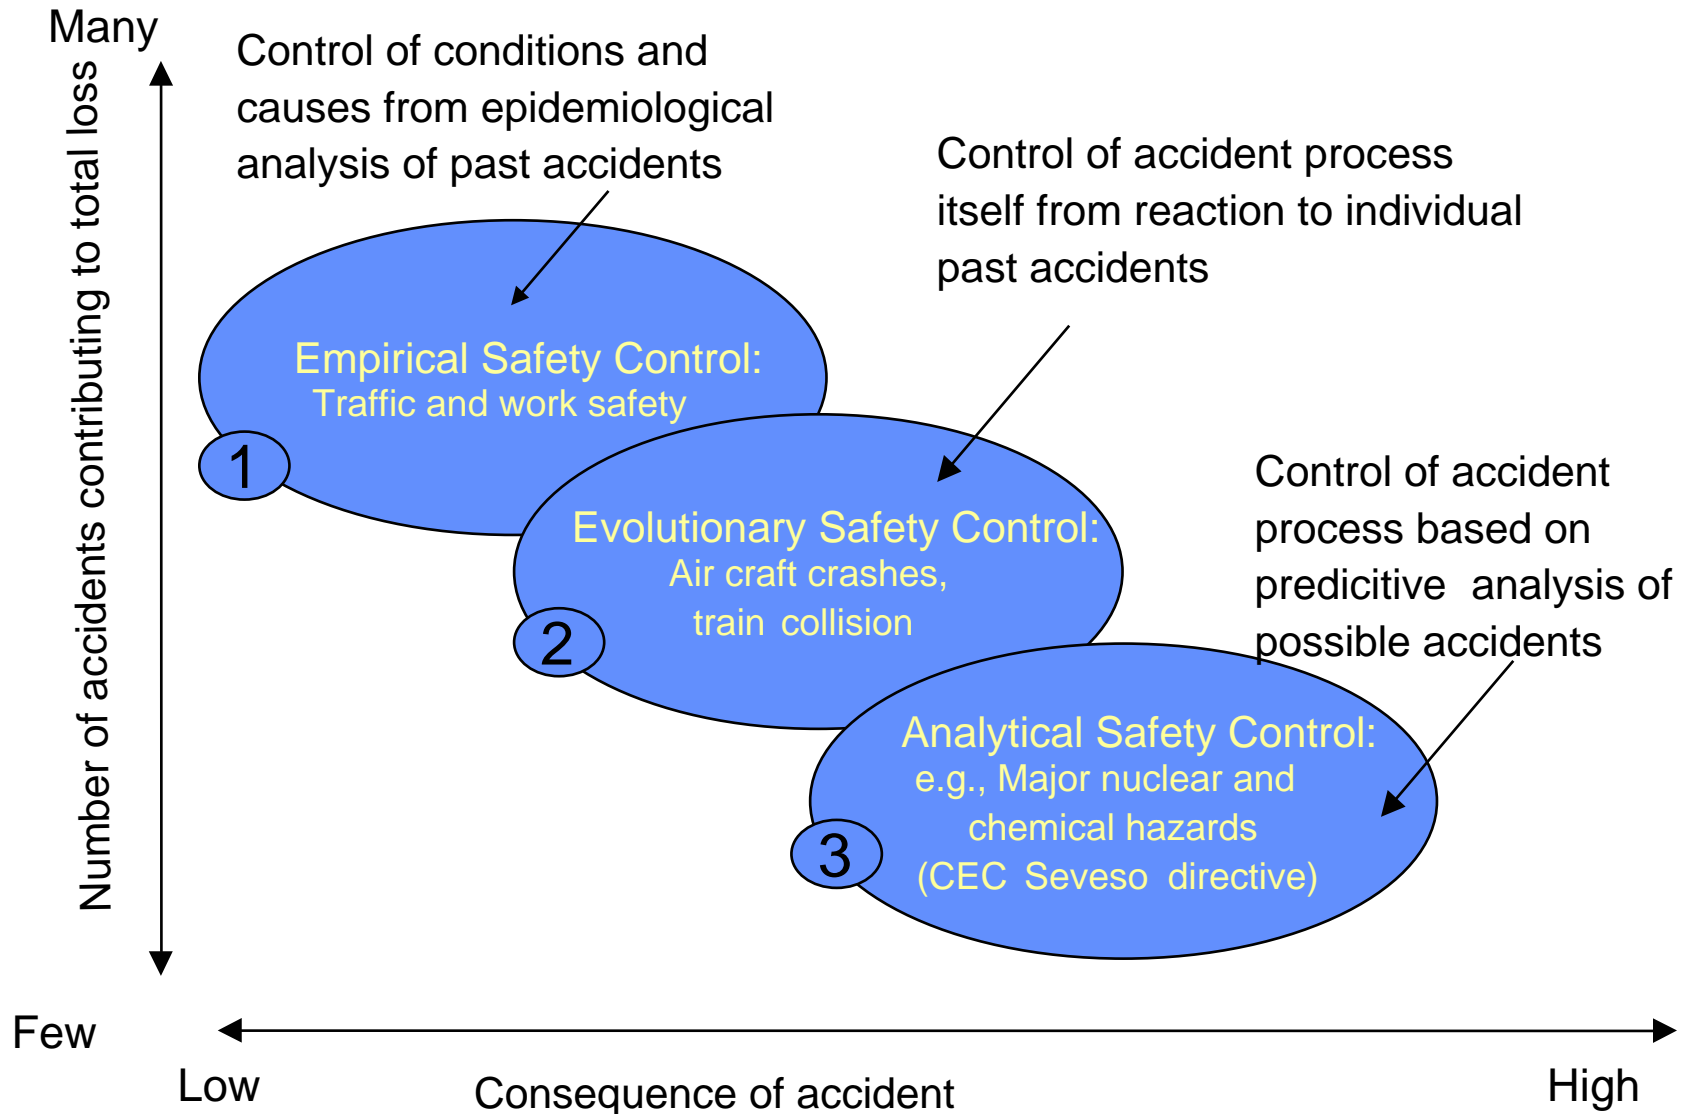 Many
Number of accidents contributing to total loss
Control of conditions and
causes from epidemiological
analysis of past accidents
Control of accident process
itself from reaction to individual
past accidents
Empirical Safety Control:
Traffic and work safety
1
Control of accident
process based on
predicitive analysis of
possible accidents
Evolutionary Safety Control:
Air craft crashes,
train collision
2
Analytical Safety Control:
e.g., Major nuclear and
chemical hazards
(CEC Seveso directive)
3
Few
Low
Consequence of accident
High